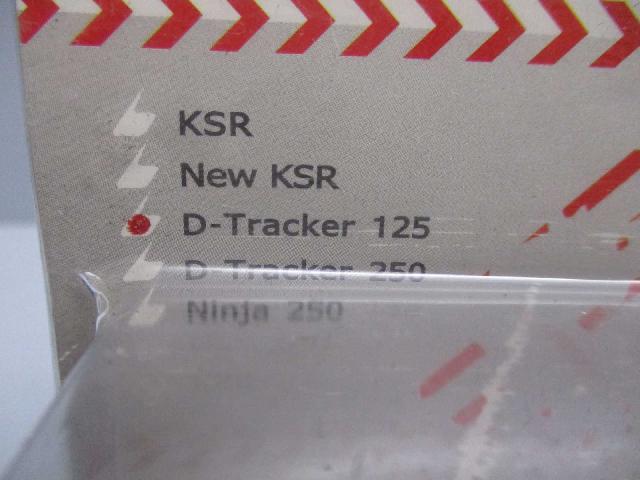 KSR
New KSR
D-Tracker 125
D-Tracker 250
Ninja 250